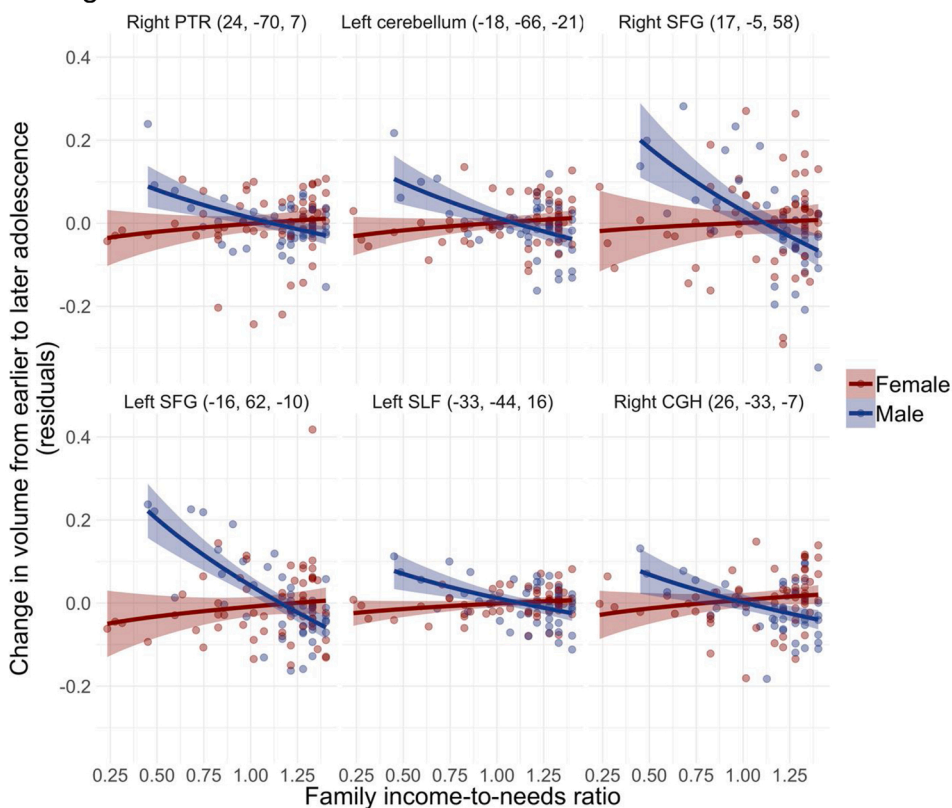 Right PTR (24, -70, 7)
Left cerebellum (-18, -66, -21)
Right SFG (17, -5, 58)
0.4
0.2
0.0
-0.2
Left SFG (-16, 62, -10)
Left SLF (-33, -44, 16)
Right CGH (26, -33, -7)
0.4
0.2
0.0
-0.2
Change in volume from earlier to later adolescence
(residuals)
Female
Male
0.25 0.50 0.75 1.00 1.25
0.25 0.50 0.75 1.00 1.25
0.25 0.50 0.75 1.00 1.25
Family income-to-needs ratio